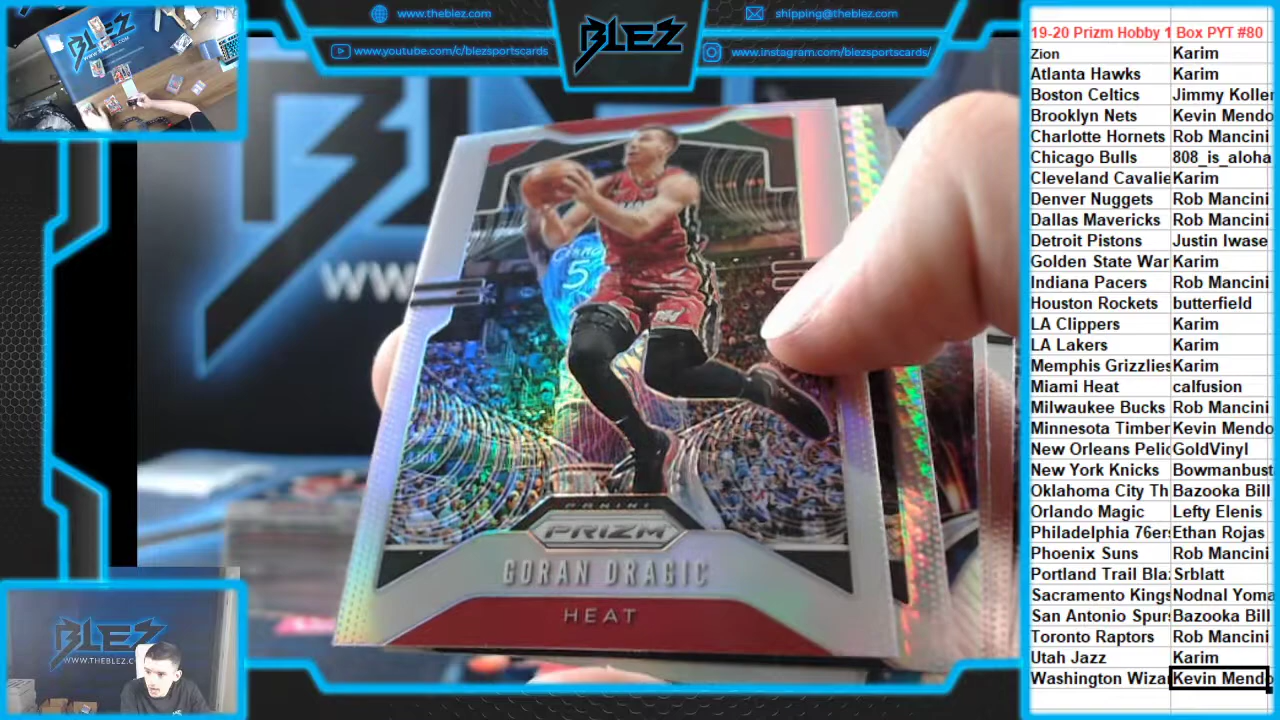 www.theblez.com
www.youtube.com/c/blezsportscards
BLEZ
shipping@theblez.com
www.instagram.com/blezsportscards/
WW
5
PANINI
PRIZM
GORAN DRAGIC
HEAT
BLEZ
WWW.THEBLEZ.CO
19-20 Prizm Hobby 1 Box PYT #80
Zion Karim
Atlanta Hawks Karim
Boston Celtics Jimmy Koller
Brooklyn Nets Kevin Mendo
Charlotte Hornets Rob Mancini
Chicago Bulls 808_is_aloha
Cleveland Cavalie Karim
Denver Nuggets Rob Mancini
Dallas Mavericks Rob Mancini
Detroit Pistons Justin Iwase
Golden State War Karim
Indiana Pacers Rob Mancini
Houston Rockets butterfield
LA Clippers Karim
LA Lakers Karim
Memphis Grizzlies Karim
Miami Heat calfusion
Milwaukee Bucks Rob Mancini
Minnesota Timber Kevin Mendo
New Orleans Pelic GoldVinyl
New York Knicks Bowmanbust
Oklahoma City Th Bazooka Bill
Orlando Magic Lefty Elenis
Philadelphia 76er Ethan Rojas
Phoenix Suns Rob Mancini
Portland Trail Bla Srblatt
Sacramento Kings Nodnal Yoma
San Antonio Spur Bazooka Bill
Toronto Raptors Rob Mancini
Utah Jazz Karim
Washington Wiza Kevin Mendo